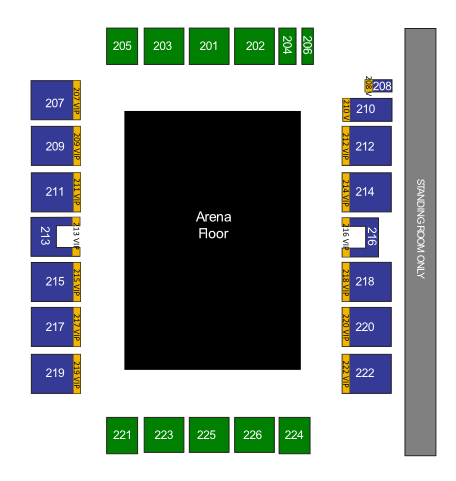 205 203 201 202 204 206
207 207 VIP
208 V 208
210 V 210
209 209 VIP
212 VIP 212
211 211 VIP
214 VIP 214
Arena
Floor
STANDING ROOM ONLY
213 213 VIP
216 VIP 216
215 215 VIP
218 VIP 218
217 217 VIP
220 VIP 220
219 219 VIP
222 VIP 222
221 223 225 226 224